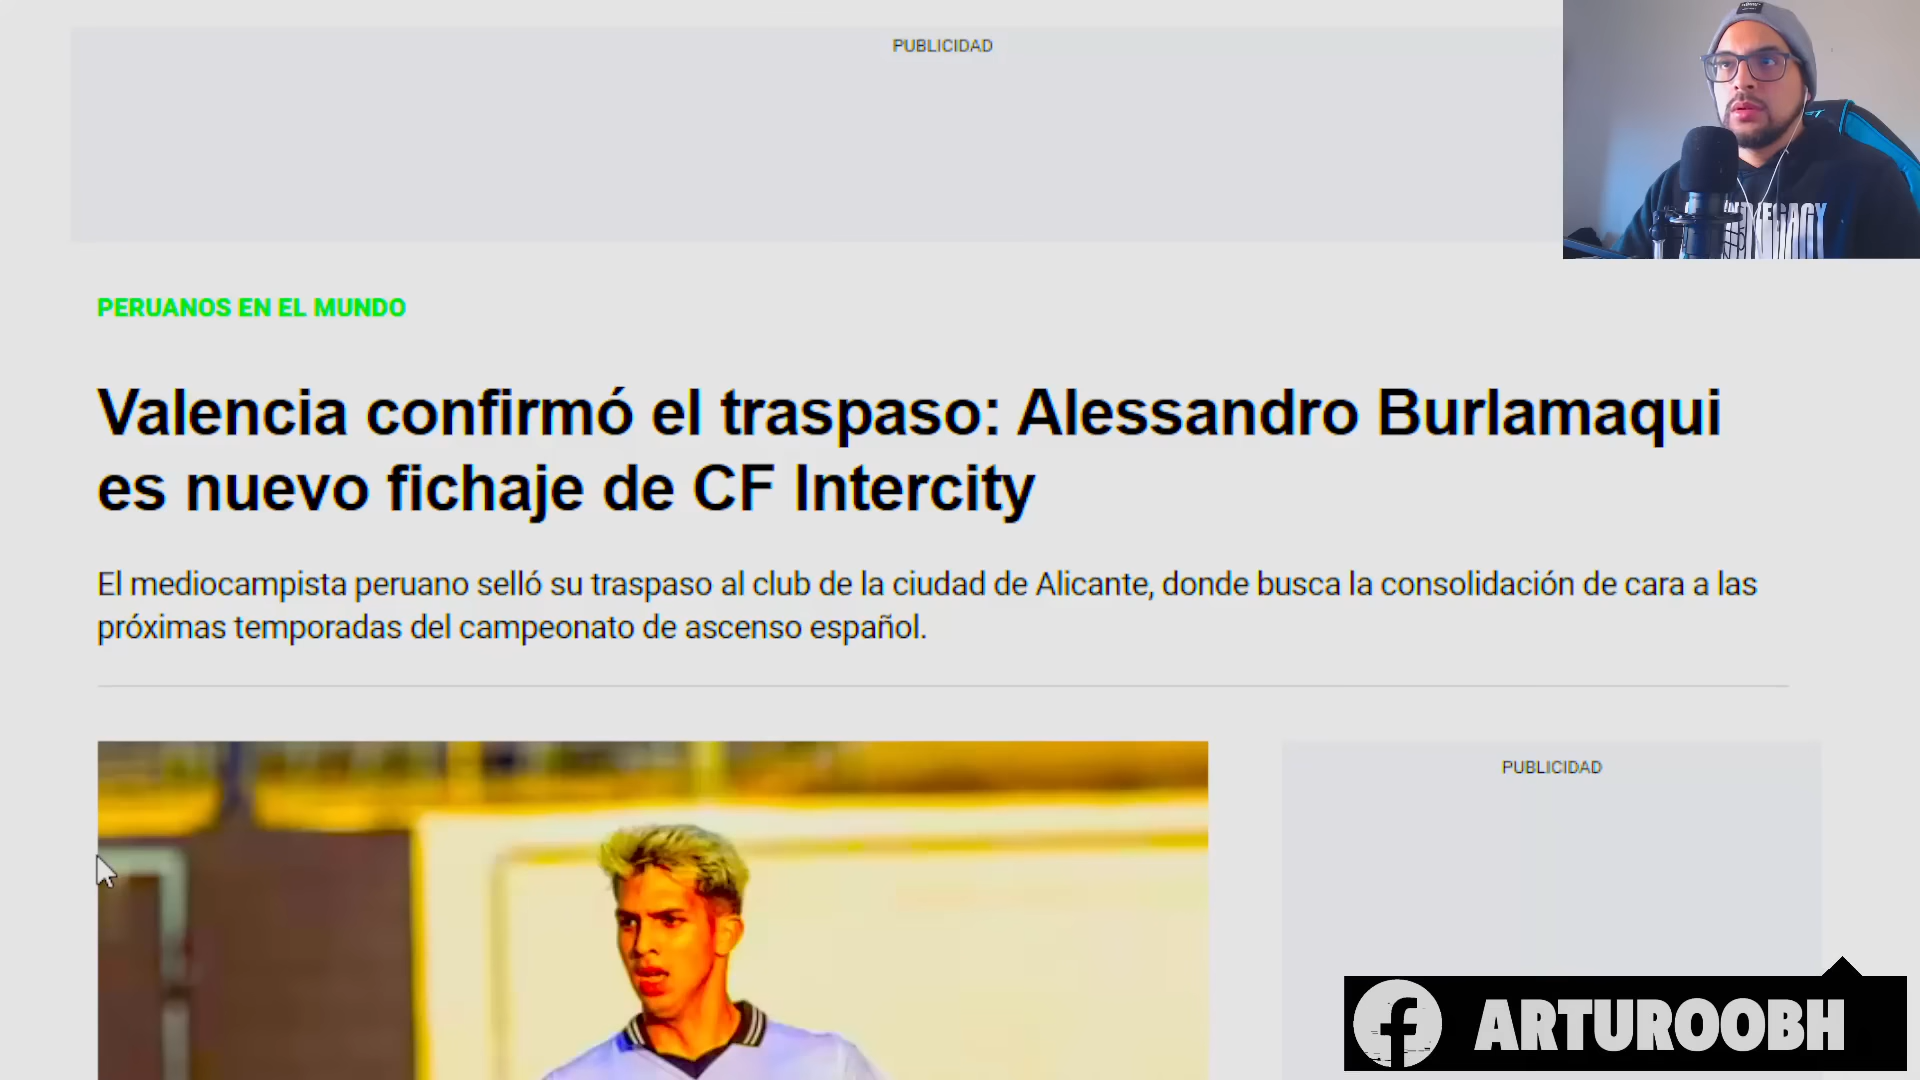 PUBLICIDAD
PERUANOS EN EL MUNDO
Valencia confirmó el traspaso: Alessandro Burlamaqui
es nuevo fichaje de CF Intercity
El mediocampista peruano selló su traspaso al club de la ciudad de Alicante, donde busca la consolidación de cara a las
próximas temporadas del campeonato de ascenso español.
PUBLICIDAD
ARTUROOBH